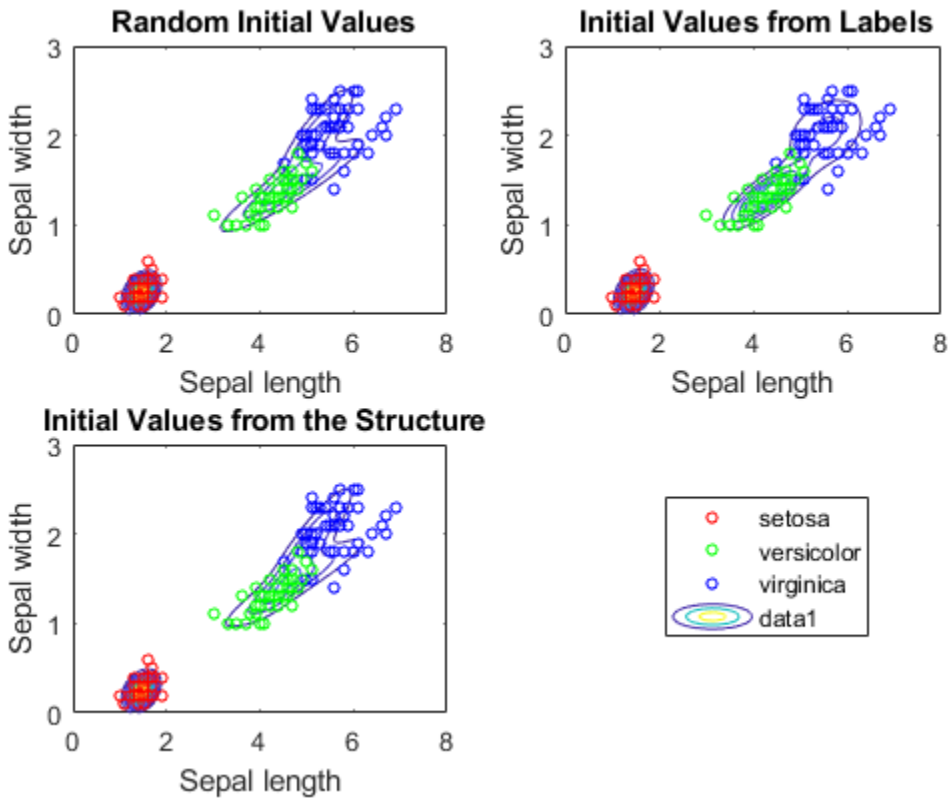 Random Initial Values
3
2
1
0
Sepal width
0 2 4 6 8
Sepal length
Initial Values from Labels
3
2
1
0
Sepal width
0 2 4 6 8
Sepal length
Initial Values from the Structure
3
2
1
0
Sepal width
0 2 4 6 8
Sepal length
setosa
versicolor
virginica
data1